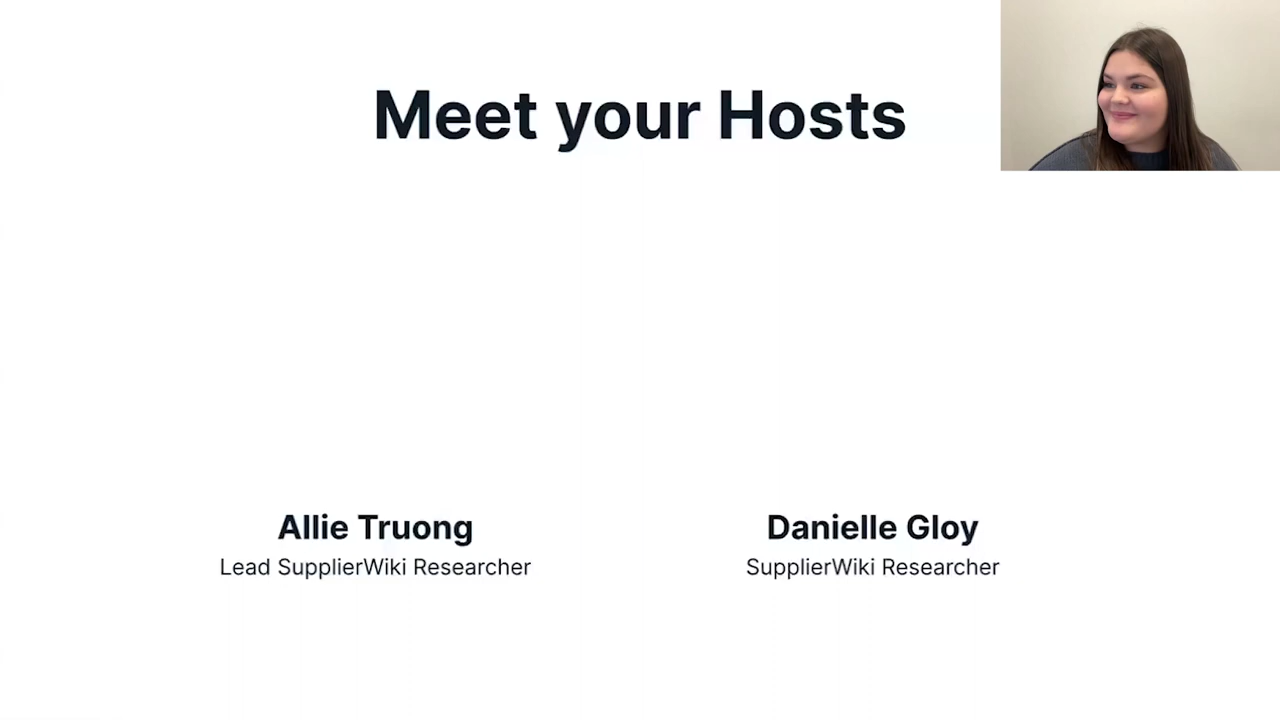 Meet your Hosts
Allie Truong
Lead SupplierWiki Researcher
Danielle Gloy
SupplierWiki Researcher